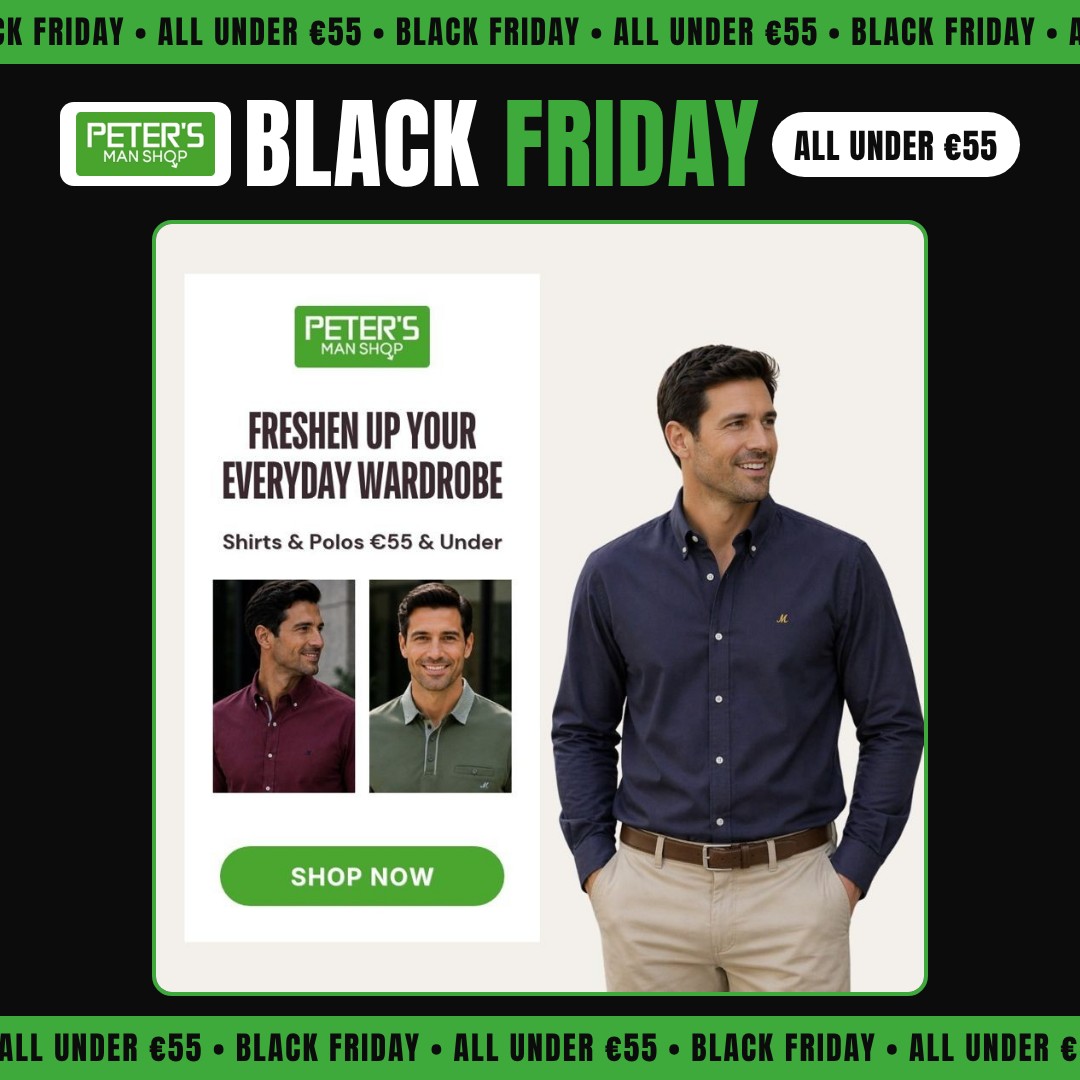 CK FRIDAY • ALL UNDER €55 • BLACK FRIDAY • ALL UNDER €55 • BLACK FRIDAY • A
PETER'S
MAN SHOP
BLACK FRIDAY
ALL UNDER €55
PETER'S
MAN SHOP
FRESHEN UP YOUR
EVERYDAY WARDROBE
Shirts & Polos €55 & Under
SHOP NOW
ALL UNDER €55 • BLACK FRIDAY • ALL UNDER €55 • BLACK FRIDAY • ALL UNDER €